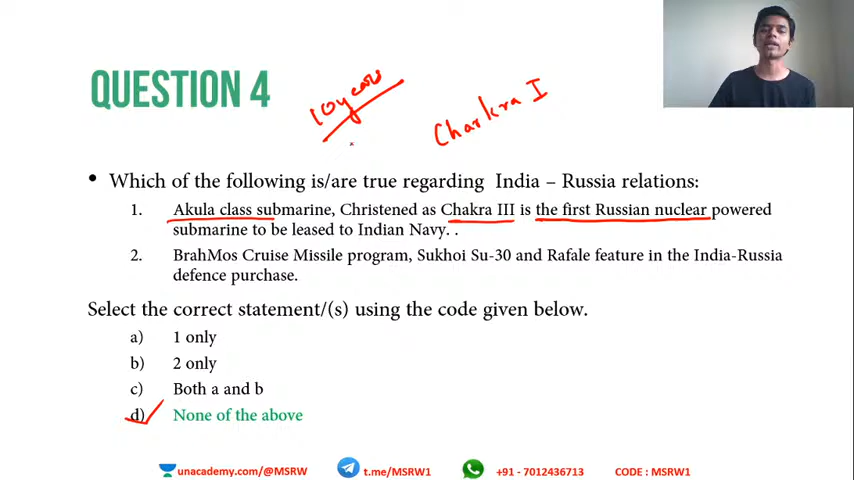 QUESTION 4
10 years
Charkra I
• Which of the following is/are true regarding India – Russia relations:
1. Akula class submarine, Christened as Chakra III is the first Russian nuclear powered
submarine to be leased to Indian Navy. .
2. BrahMos Cruise Missile program, Sukhoi Su-30 and Rafale feature in the India-Russia
defence purchase.
Select the correct statement/(s) using the code given below.
a) 1 only
b) 2 only
c) Both a and b
d) None of the above
unacademy.com/@MSRW t.me/MSRW1 +91 - 7012436713 CODE : MSRW1